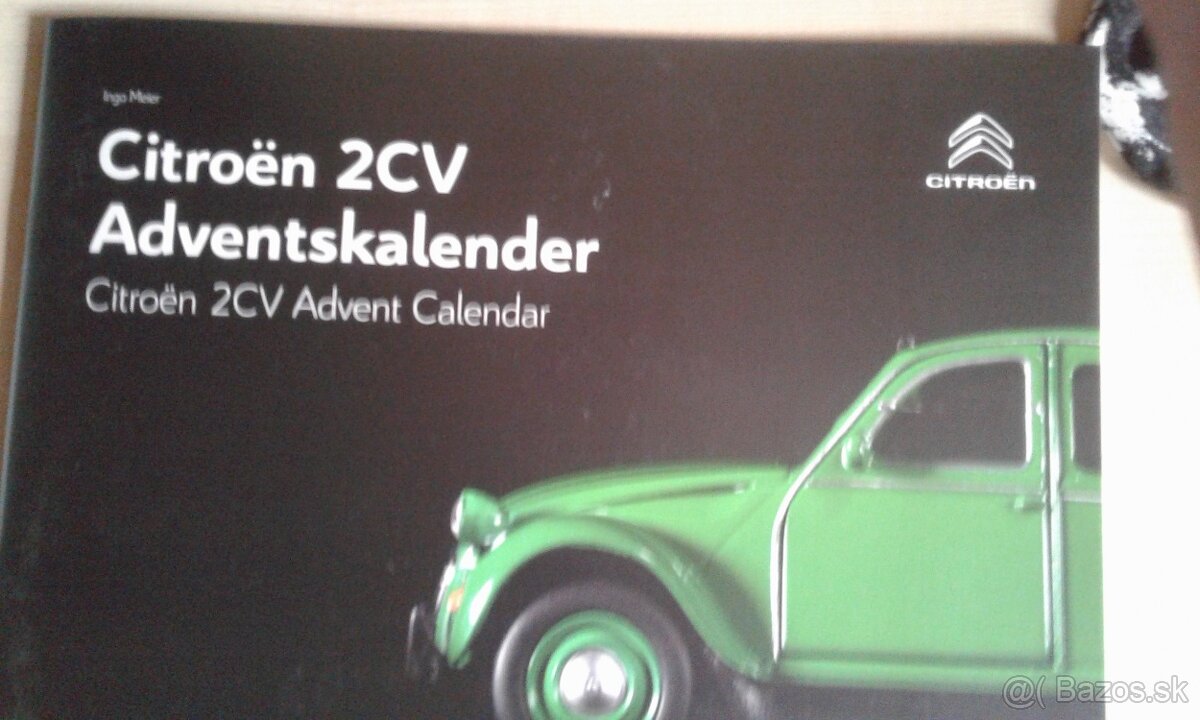 Ingo Meier
Citroën 2CV
Adventskalender
Citroën 2CV Advent Calendar
CITROËN
@( Bazos.sk